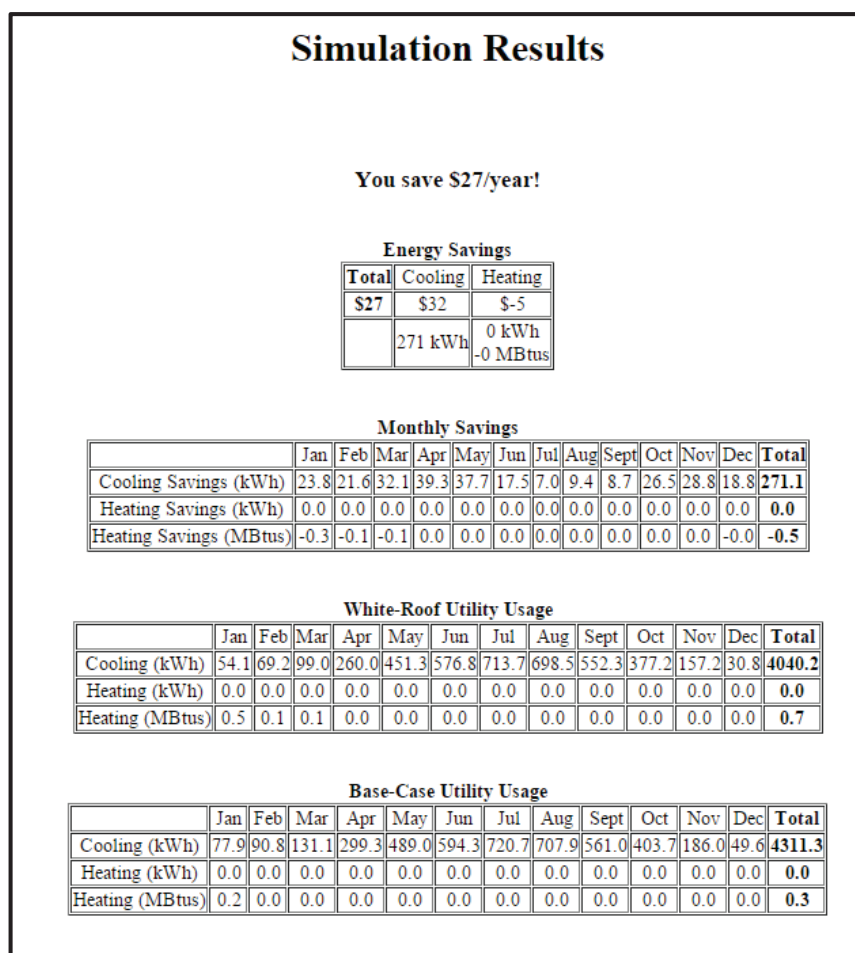 Simulation Results
You save $27/year!
Energy Savings
Total Cooling Heating
$27 $32 $-5
271 kWh 0 kWh
-0 MBtus
Monthly Savings
Jan Feb Mar Apr May Jun Jul Aug Sept Oct Nov Dec Total
Cooling Savings (kWh) 23.8 21.6 32.1 39.3 37.7 17.5 7.0 9.4 8.7 26.5 28.8 18.8 271.1
Heating Savings (kWh) 0.0 0.0 0.0 0.0 0.0 0.0 0.0 0.0 0.0 0.0 0.0 0.0 0.0
Heating Savings (MBtus) -0.3 -0.1 -0.1 0.0 0.0 0.0 0.0 0.0 0.0 0.0 0.0 -0.0 -0.5
White-Roof Utility Usage
Jan Feb Mar Apr May Jun Jul Aug Sept Oct Nov Dec Total
Cooling (kWh) 54.1 69.2 99.0 260.0 451.3 576.8 713.7 698.5 552.3 377.2 157.2 30.8 4040.2
Heating (kWh) 0.0 0.0 0.0 0.0 0.0 0.0 0.0 0.0 0.0 0.0 0.0 0.0 0.0
Heating (MBtus) 0.5 0.1 0.1 0.0 0.0 0.0 0.0 0.0 0.0 0.0 0.0 0.0 0.7
Base-Case Utility Usage
Jan Feb Mar Apr May Jun Jul Aug Sept Oct Nov Dec Total
Cooling (kWh) 77.9 90.8 131.1 299.3 489.0 594.3 720.7 707.9 561.0 403.7 186.0 49.6 4311.3
Heating (kWh) 0.0 0.0 0.0 0.0 0.0 0.0 0.0 0.0 0.0 0.0 0.0 0.0 0.0
Heating (MBtus) 0.2 0.0 0.0 0.0 0.0 0.0 0.0 0.0 0.0 0.0 0.0 0.0 0.3